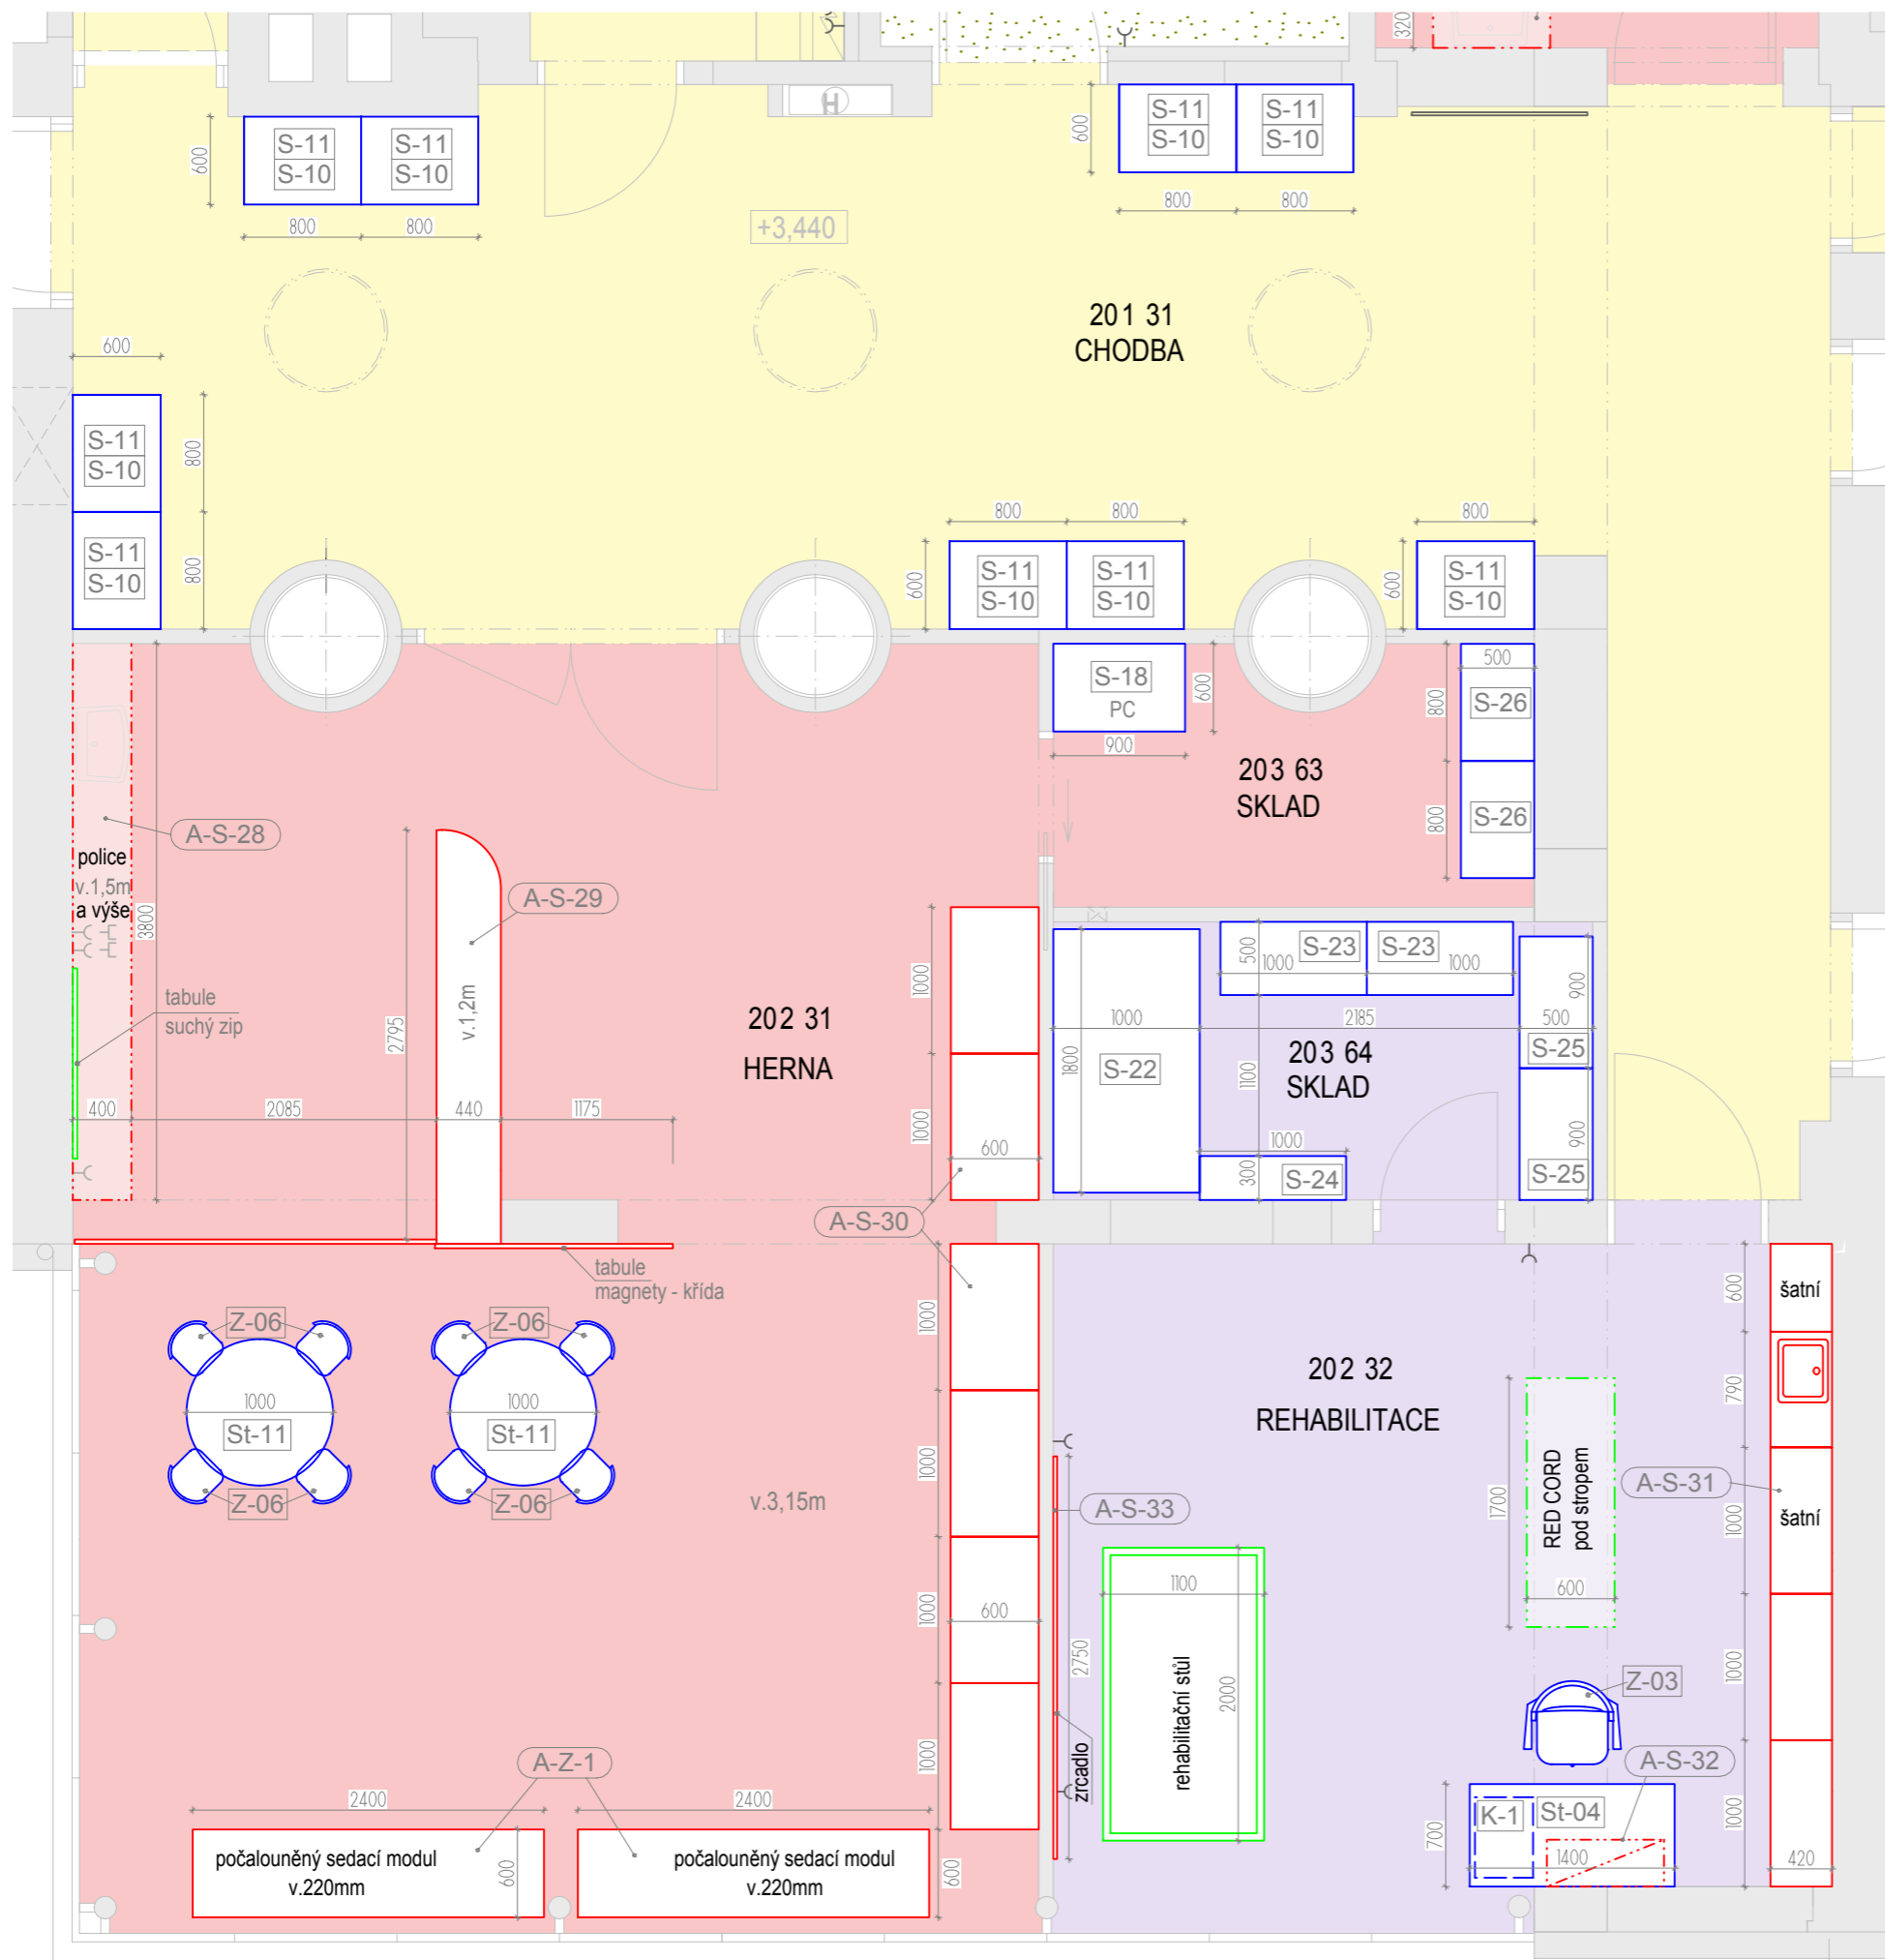 320
H
S-11
S-10
S-11
S-10
600
800
800
S-11
S-10
S-11
S-10
600
800
800
+3,440
201 31
CHODBA
600
S-11
S-10
800
S-11
S-10
800
800
800
S-11
S-10
S-11
S-10
600
800
S-11
S-10
600
S-18
PC
600
900
500
S-26
800
S-26
800
203 63
SKLAD
A-S-28
police
v.1,5m
a výše
3800
tabule
suchý zip
A-S-29
v.1,2m
2795
400
2085
440
1175
202 31
HERNA
1000
1000
600
A-S-30
S-23
S-23
500
1000
1000
1000
2185
500
S-22
1800
1100
203 64
SKLAD
900
S-25
900
S-25
1000
300
S-24
tabule
magnety - křída
Z-06
Z-06
1000
St-11
1000
St-11
Z-06
Z-06
v.3,15m
1000
1000
1000
600
1000
600
A-Z-1
2400
2400
počalouněný sedací modul
v.220mm
600
počalouněný sedací modul
v.220mm
202 32
REHABILITACE
A-S-33
2750
zrcadlo
1100
2000
rehabilitační stůl
1700
RED CORD
pod stropem
600
A-S-31
šatní
600
790
šatní
1000
1000
1000
420
Z-03
A-S-32
K-1
St-04
700
1400